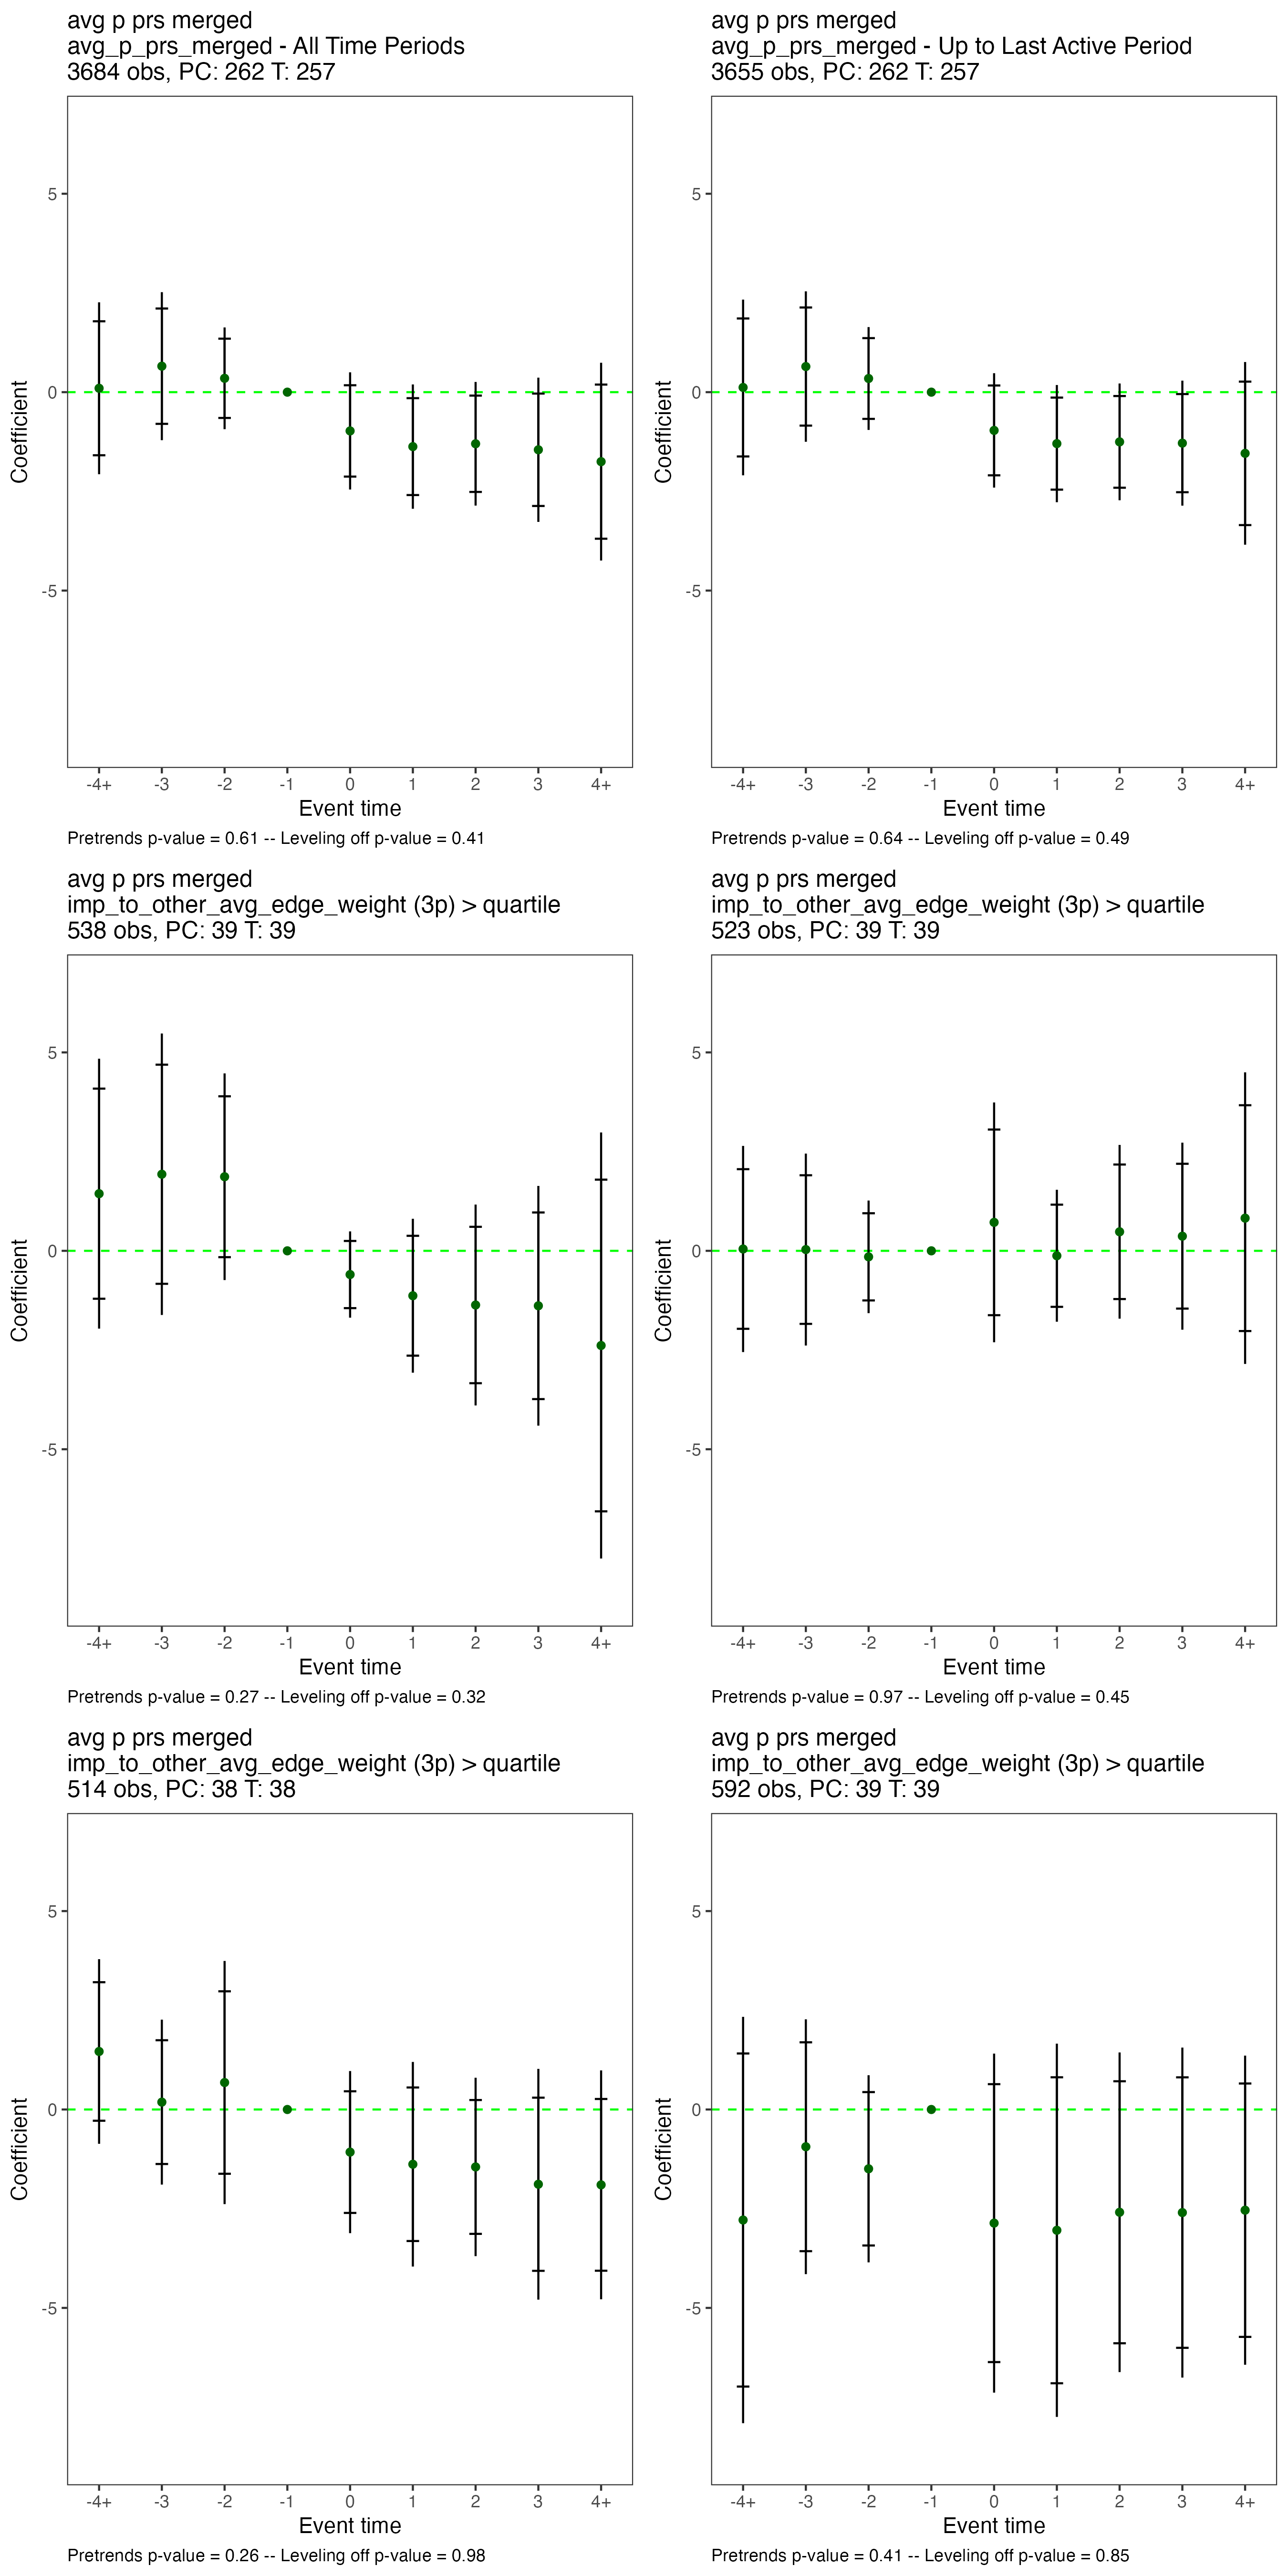 avg p prs merged
avg_p_prs_merged - All Time Periods
3684 obs, PC: 262 T: 257
5
0
-5
Coefficient
-4+ -3 -2 -1 0 1 2 3 4+
Event time
Pretrends p-value = 0.61 -- Leveling off p-value = 0.41
avg p prs merged
avg_p_prs_merged - Up to Last Active Period
3655 obs, PC: 262 T: 257
5
0
-5
Coefficient
-4+ -3 -2 -1 0 1 2 3 4+
Event time
Pretrends p-value = 0.64 -- Leveling off p-value = 0.49
avg p prs merged
imp_to_other_avg_edge_weight (3p) > quartile
538 obs, PC: 39 T: 39
5
0
-5
Coefficient
-4+ -3 -2 -1 0 1 2 3 4+
Event time
Pretrends p-value = 0.27 -- Leveling off p-value = 0.32
avg p prs merged
imp_to_other_avg_edge_weight (3p) > quartile
523 obs, PC: 39 T: 39
5
0
-5
Coefficient
-4+ -3 -2 -1 0 1 2 3 4+
Event time
Pretrends p-value = 0.97 -- Leveling off p-value = 0.45
avg p prs merged
imp_to_other_avg_edge_weight (3p) > quartile
514 obs, PC: 38 T: 38
5
0
-5
Coefficient
-4+ -3 -2 -1 0 1 2 3 4+
Event time
Pretrends p-value = 0.26 -- Leveling off p-value = 0.98
avg p prs merged
imp_to_other_avg_edge_weight (3p) > quartile
592 obs, PC: 39 T: 39
5
0
-5
Coefficient
-4+ -3 -2 -1 0 1 2 3 4+
Event time
Pretrends p-value = 0.41 -- Leveling off p-value = 0.85